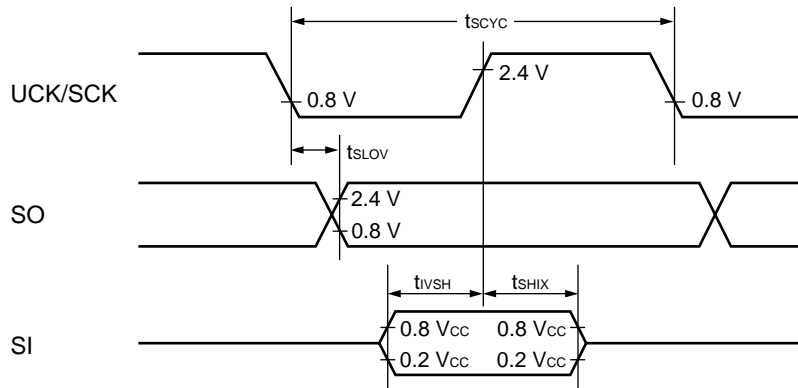 tSCYC
UCK/SCK
2.4 V
0.8 V
0.8 V
tSLOV
SO
2.4 V
0.8 V
tIVSH
tSHIX
SI
0.8 VCC
0.8 VCC
0.2 VCC
0.2 VCC